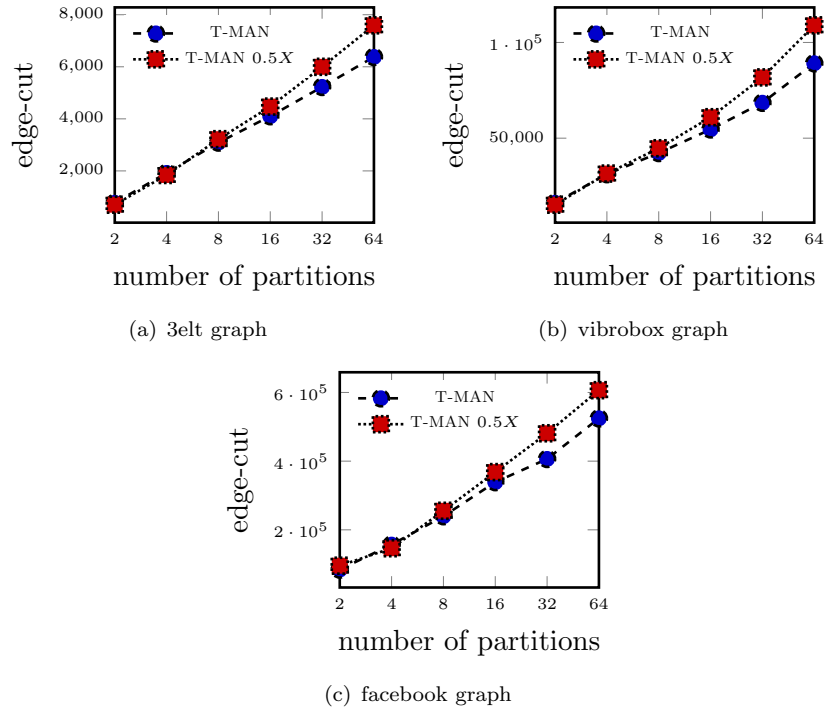 8,000
6,000
4,000
2,000
edge-cut
T-MAN
T-MAN 0.5X
2 4 8 16 32 64
number of partitions
(a) 3elt graph
1 · 10^5
50,000
edge-cut
T-MAN
T-MAN 0.5X
2 4 8 16 32 64
number of partitions
(b) vibrobox graph
6 · 10^5
4 · 10^5
2 · 10^5
edge-cut
T-MAN
T-MAN 0.5X
2 4 8 16 32 64
number of partitions
(c) facebook graph